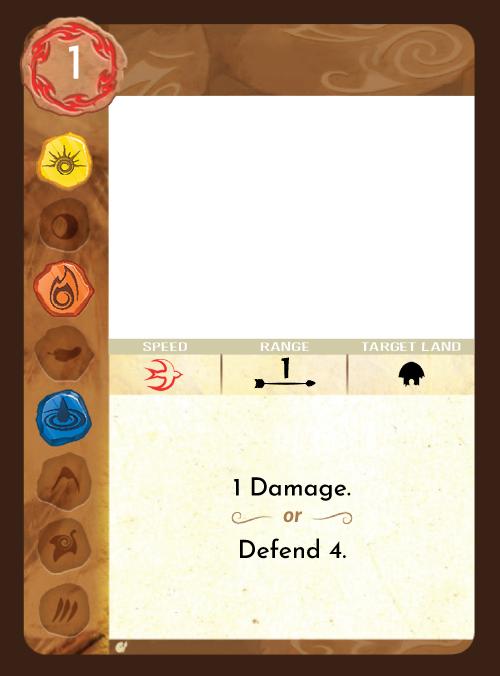 1
SPEED RANGE TARGET LAND
1
1 Damage.
or
Defend 4.